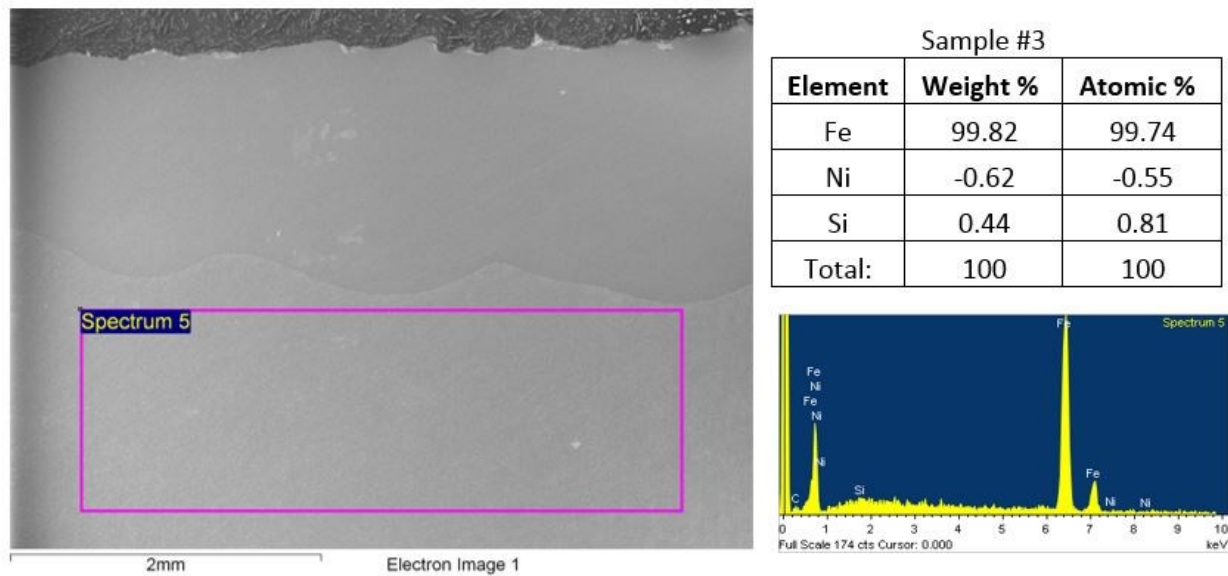 Spectrum 5
2mm
Electron Image 1
Sample #3
Element Weight % Atomic %
Fe 99.82 99.74
Ni -0.62 -0.55
Si 0.44 0.81
Total: 100 100
Spectrum 5
Fe
Fe
Ni
Fe
Ni
Ni
C
Si
Fe
Ni
Ni
0 1 2 3 4 5 6 7 8 9 10
Full Scale 174 cts Cursor: 0.000
keV